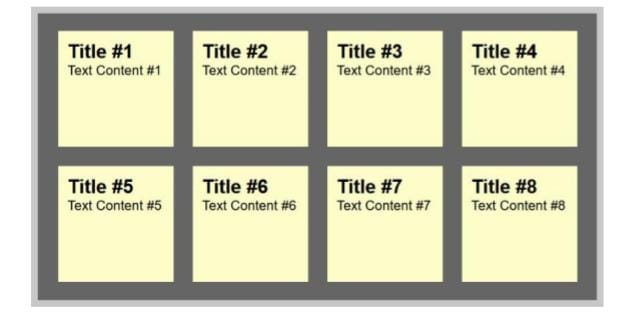 Title #1
Text Content #1
Title #2
Text Content #2
Title #3
Text Content #3
Title #4
Text Content #4
Title #5
Text Content #5
Title #6
Text Content #6
Title #7
Text Content #7
Title #8
Text Content #8